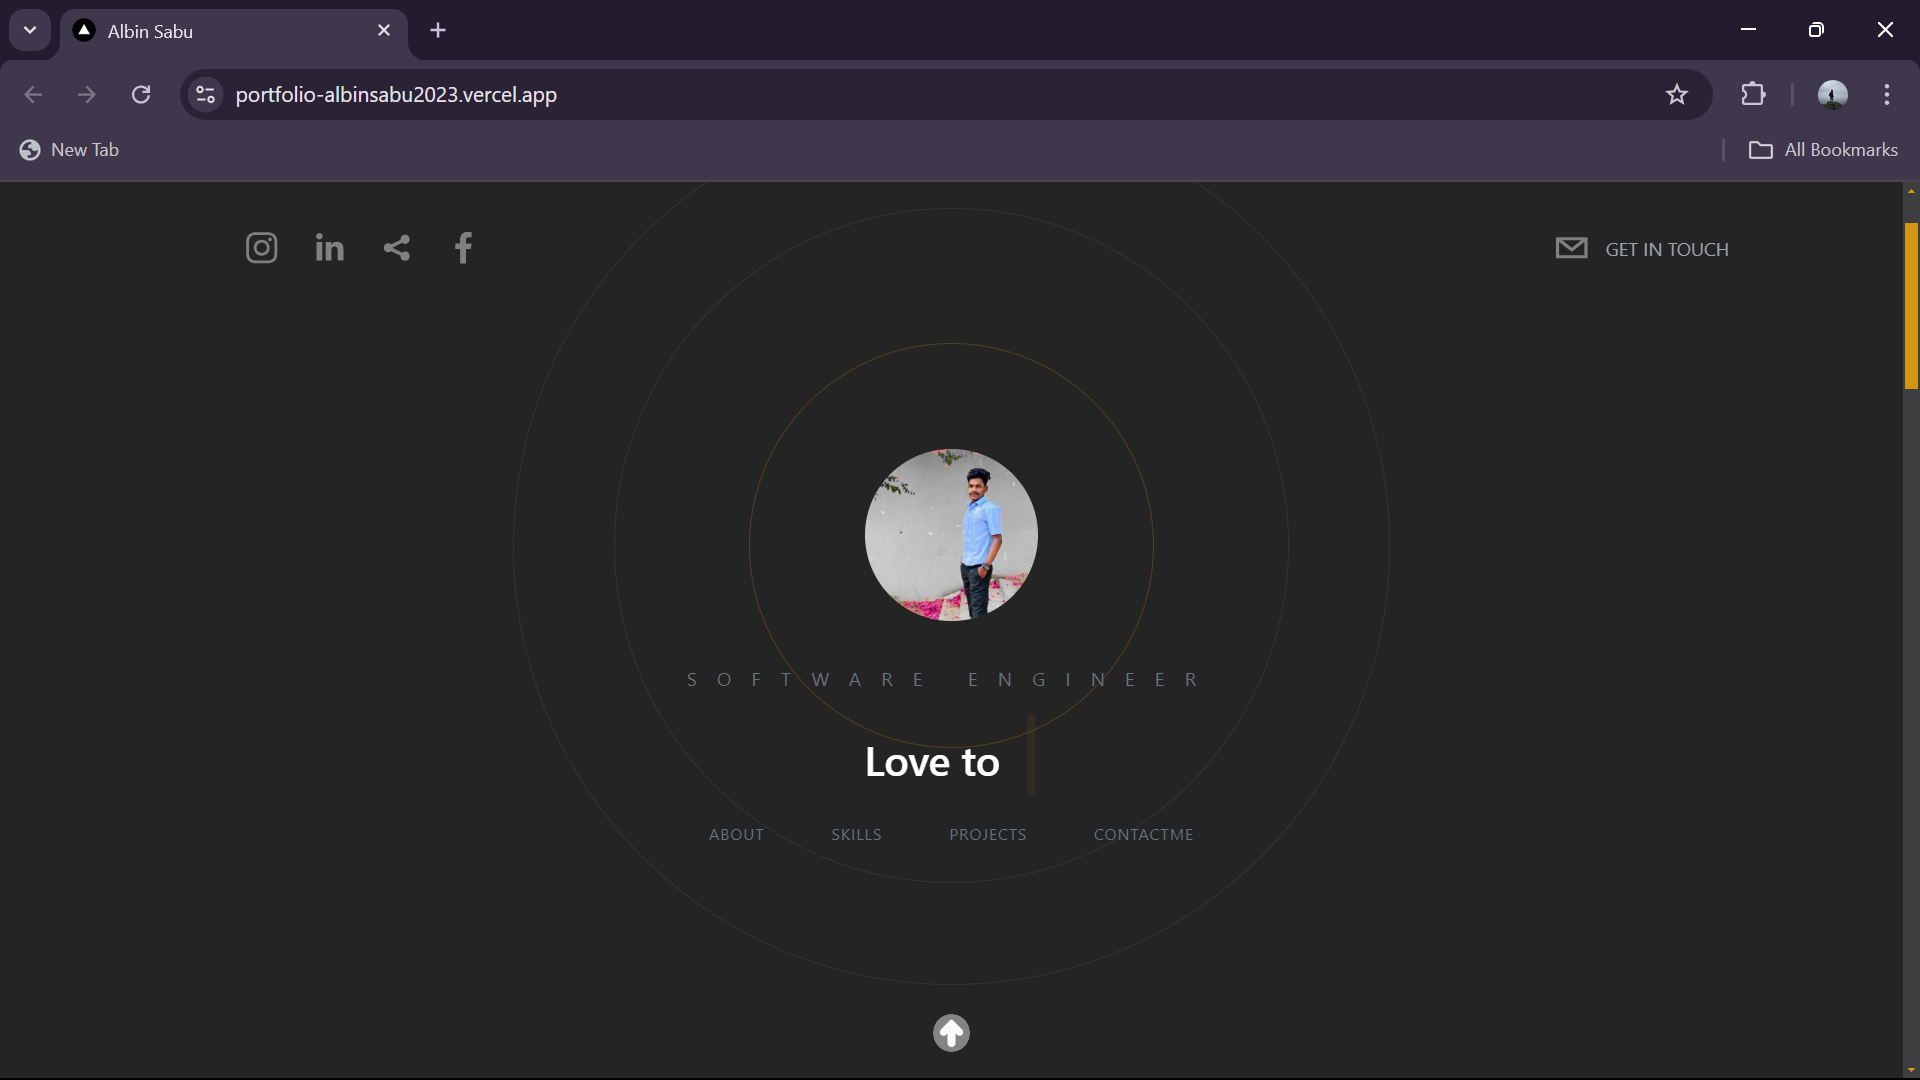 Albin Sabu
portfolio-albinsabu2023.vercel.app
New Tab
All Bookmarks
GET IN TOUCH
SOFTWARE ENGINEER
Love to
ABOUT SKILLS PROJECTS CONTACTME